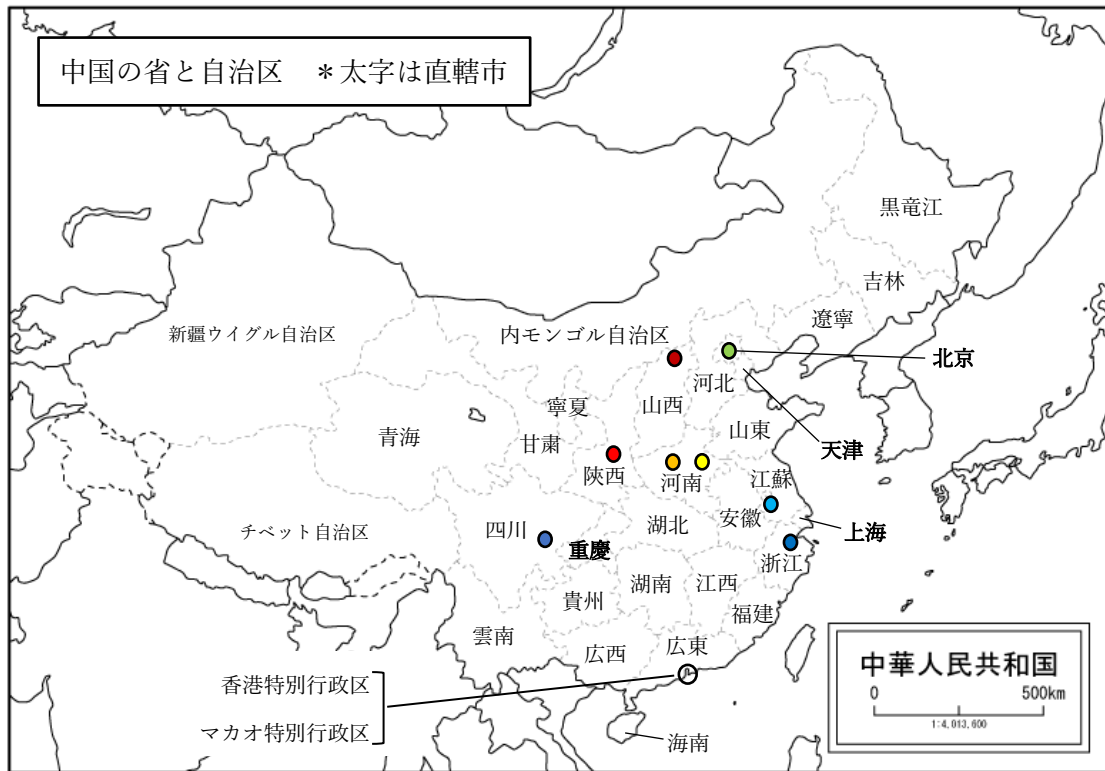 中国の省と自治区　＊太字は直轄市
黒竜江
吉林
遼寧
新疆ウイグル自治区
内モンゴル自治区
北京
河北
山西
寧夏
青海
甘粛
山東
天津
陝西
河南
江蘇
安徽
湖北
四川
チベット自治区
上海
重慶
浙江
湖南
江西
貴州
福建
雲南
広西
広東
香港特別行政区
マカオ特別行政区
海南
中華人民共和国
0 500km
1:4,013,600